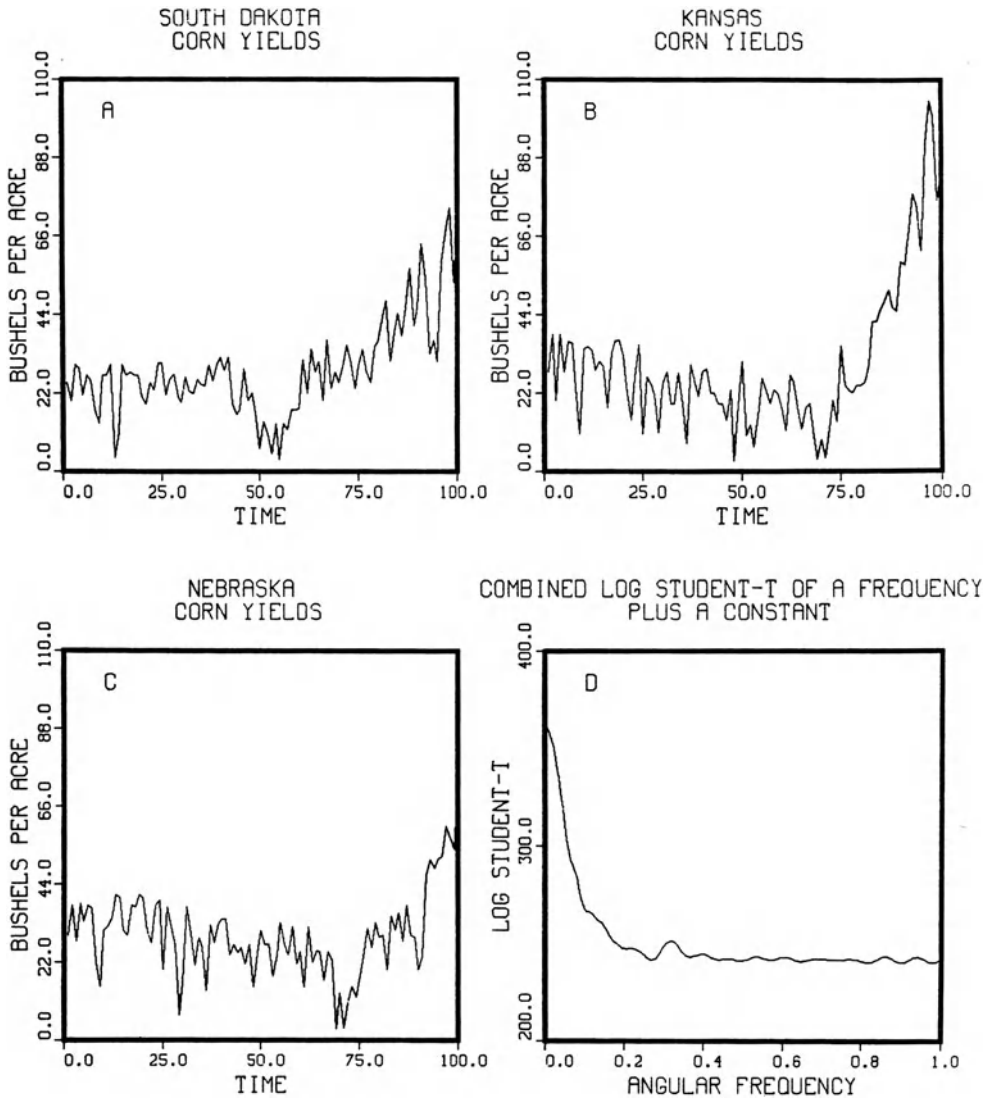 SOUTH DAKOTA
CORN YIELDS
A
BUSHELS PER ACRE
110.0
88.0
66.0
44.0
22.0
0.0
0.0 25.0 50.0 75.0 100.0
TIME
KANSAS
CORN YIELDS
B
BUSHELS PER ACRE
110.0
88.0
66.0
44.0
22.0
0.0
0.0 25.0 50.0 75.0 100.0
TIME
NEBRASKA
CORN YIELDS
C
BUSHELS PER ACRE
110.0
88.0
66.0
44.0
22.0
0.0
0.0 25.0 50.0 75.0 100.0
TIME
COMBINED LOG STUDENT-T OF A FREQUENCY
PLUS A CONSTANT
D
LOG STUDENT-T
400.0
300.0
200.0
0.0 0.2 0.4 0.6 0.8 1.0
ANGULAR FREQUENCY